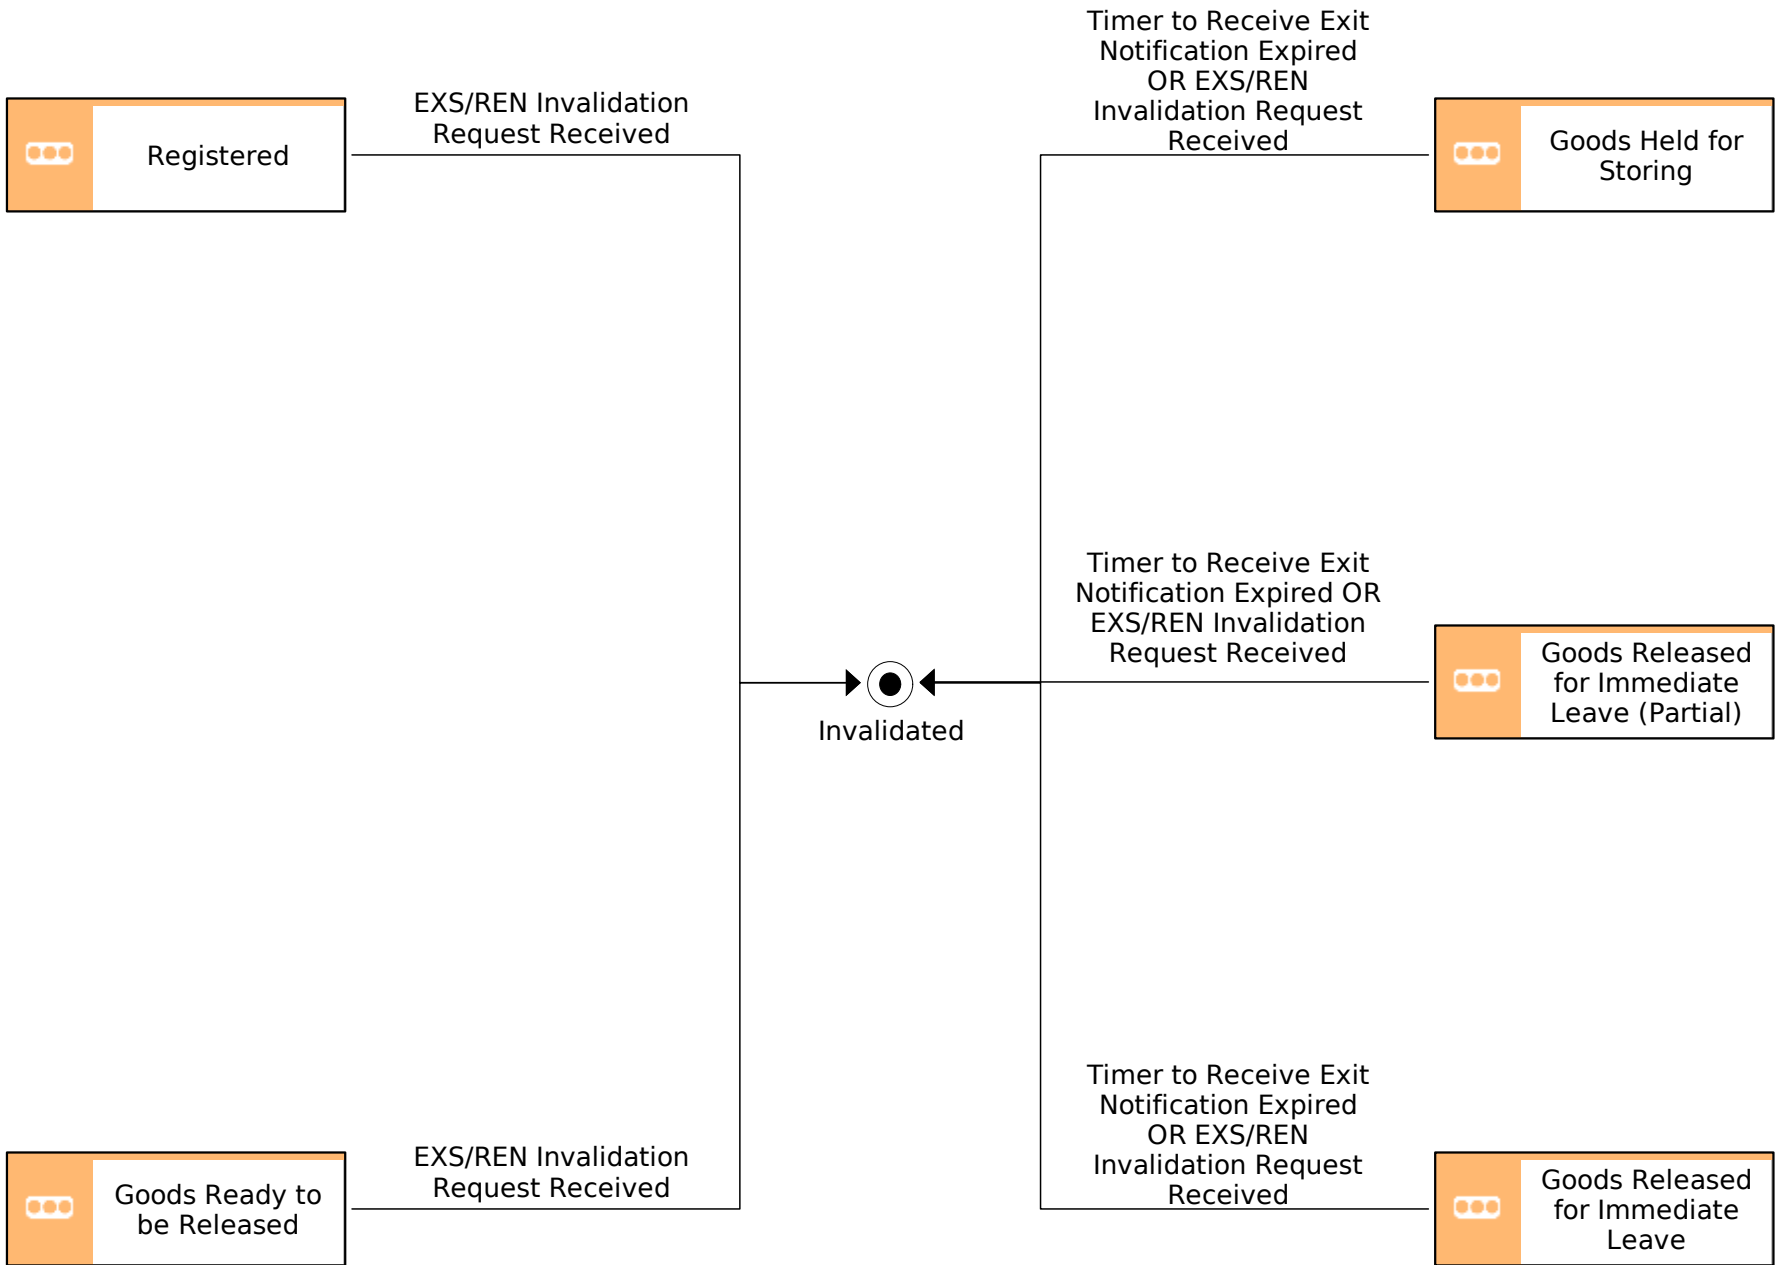 Timer to Receive Exit
Notification Expired
OR EXS/REN
Invalidation Request
Received
EXS/REN Invalidation
Request Received
Registered
Goods Held for
Storing
Timer to Receive Exit
Notification Expired OR
EXS/REN Invalidation
Request Received
Goods Released
for Immediate
Leave (Partial)
Invalidated
Timer to Receive Exit
Notification Expired
OR EXS/REN
Invalidation Request
Received
EXS/REN Invalidation
Request Received
Goods Ready to
be Released
Goods Released
for Immediate
Leave